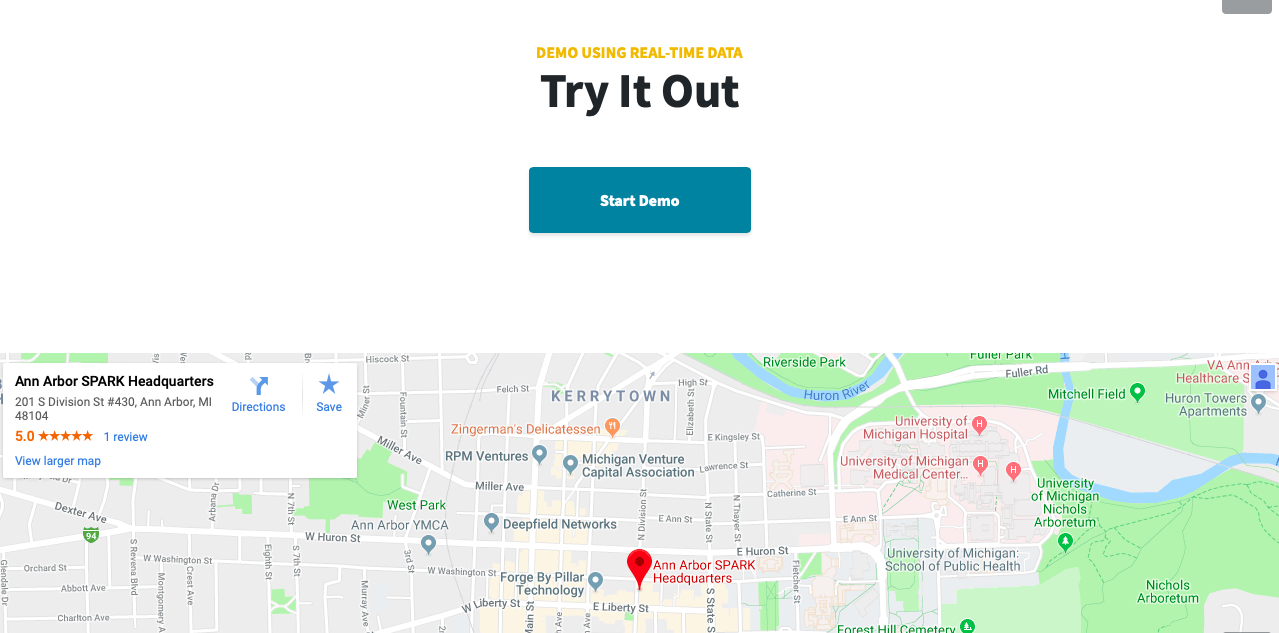 DEMO USING REAL-TIME DATA
Try It Out
Start Demo
Ann Arbor SPARK Headquarters
201 S Division St #430, Ann Arbor, MI
48104
5.0 ★★★★★ 1 review
View larger map
Directions
Save
Hiscock St
Felch St
High St
KERRYTOWN
Riverside Park
Huron River
Fuller Park
Fuller Rd
VA Ann
Healthcare S
Mitchell Field
Huron Towers
Apartments
Miner St
Fountain St
Elizabeth St
Zingerman's Delicatessen
E Kingsley St
University of
Michigan Hospital
H
Miller Ave
RPM Ventures
Michigan Venture
Capital Association
Lawrence St
University of Michigan
Medical Center...
H
H
Miller Ave
Catherine St
University
of Michigan
Nichols
Arboretum
Arbana Dr
N 7th St
West Park
Dexter Ave
94
Ann Arbor YMCA
Deepfield Networks
N Division St
N State St
N Thayer St
E Ann St
E Ann St
W Huron St
3rd St
E Huron St
University of Michigan:
School of Public Health
Glendale Dr
Orchard St
S Revena Blvd
W Washington St
Eighth St
S 7th St
W Washington St
Ann Arbor SPARK
Headquarters
Forge By Pillar
Technology
Fletcher St
Abbott Ave
Crest Ave
Murray Ave
W Liberty St
E Liberty St
S State S
Nichols
Arboretum
Charlton Ave
Montgomery A
S Main St
Forest Hill Cemetery